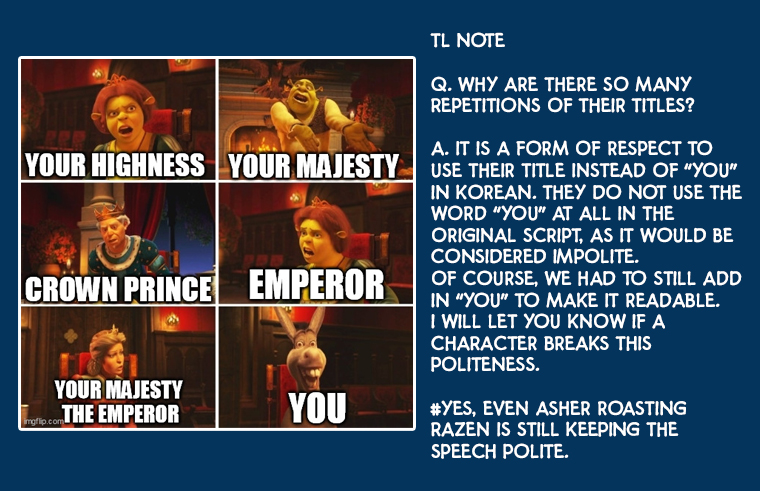 YOUR HIGHNESS
YOUR MAJESTY
CROWN PRINCE
EMPEROR
YOUR MAJESTY
THE EMPEROR
YOU
imgflip.com
TL NOTE
Q. WHY ARE THERE SO MANY
REPETITIONS OF THEIR TITLES?
A. IT IS A FORM OF RESPECT TO
USE THEIR TITLE INSTEAD OF "YOU"
IN KOREAN. THEY DO NOT USE THE
WORD "YOU" AT ALL IN THE
ORIGINAL SCRIPT, AS IT WOULD BE
CONSIDERED IMPOLITE.
OF COURSE, WE HAD TO STILL ADD
IN "YOU" TO MAKE IT READABLE.
I WILL LET YOU KNOW IF A
CHARACTER BREAKS THIS
POLITENESS.
#YES, EVEN ASHER ROASTING
RAZEN IS STILL KEEPING THE
SPEECH POLITE.